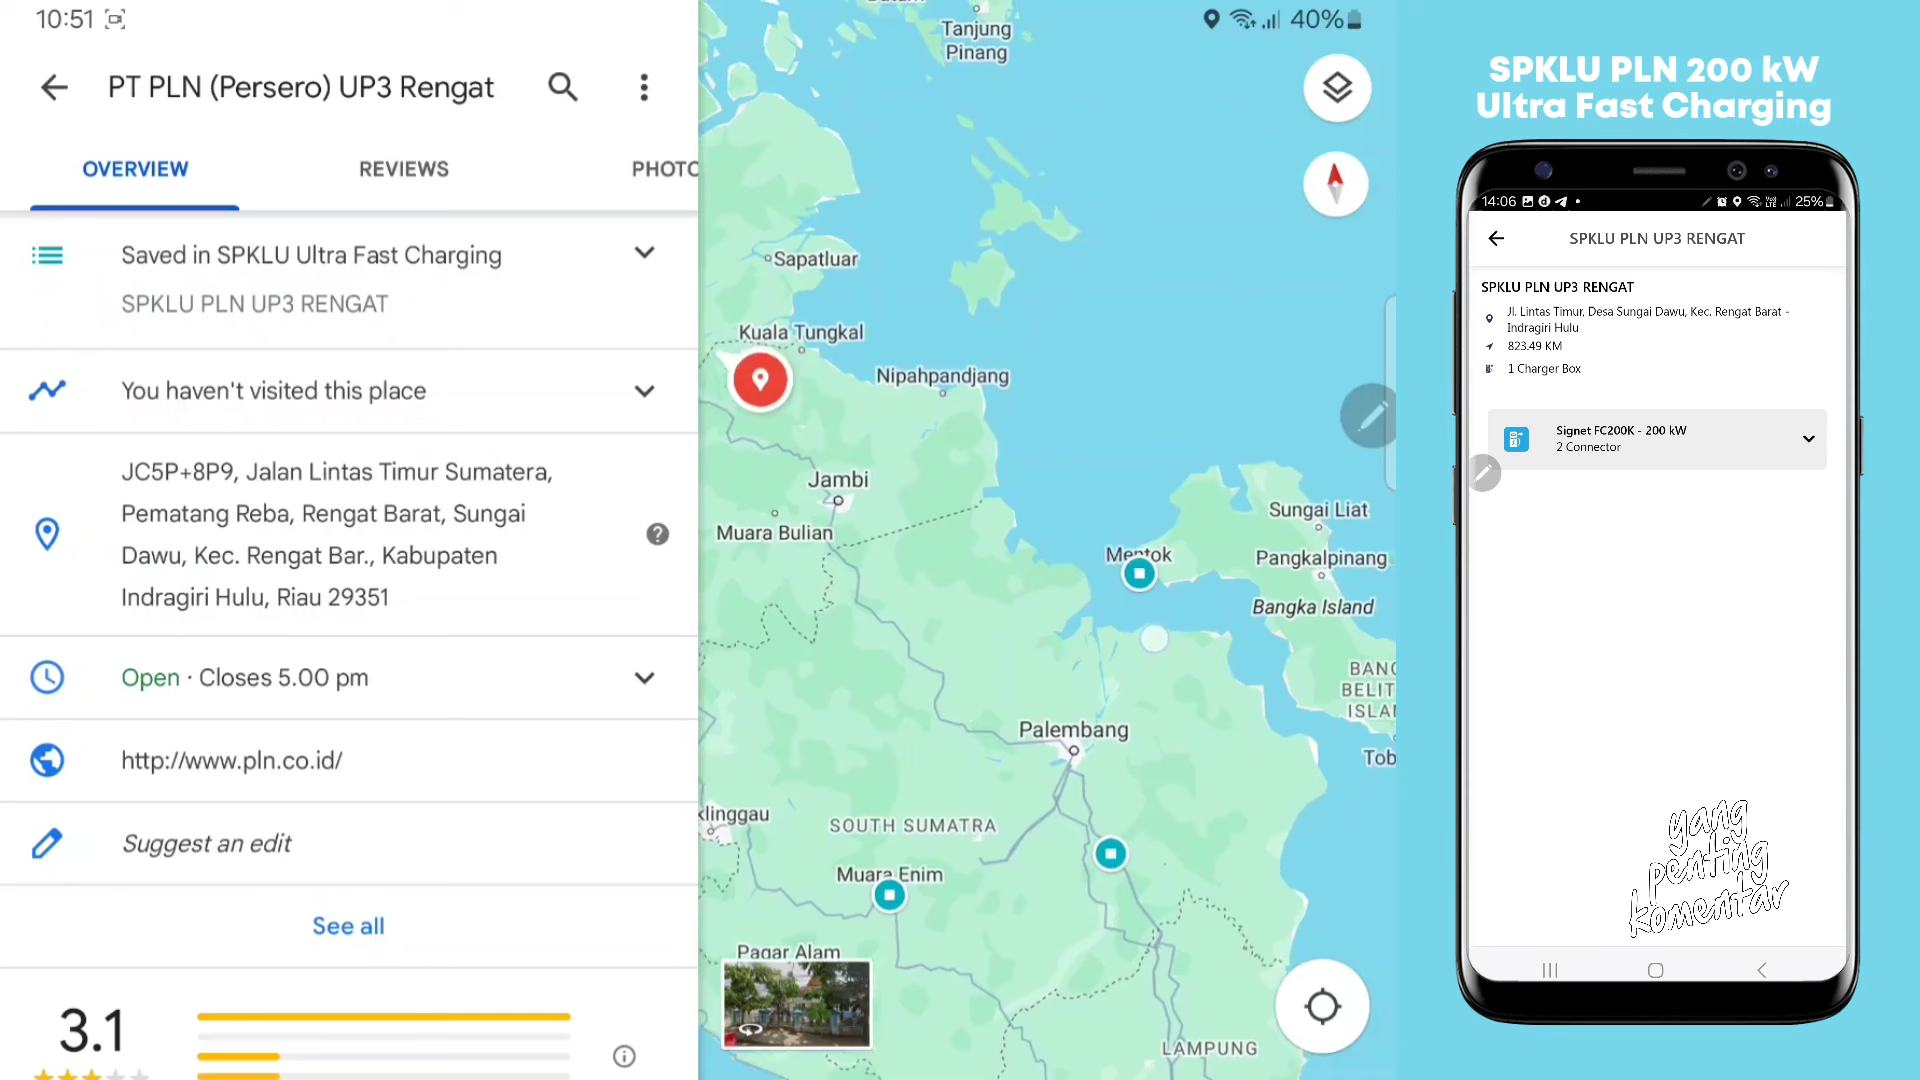 10:51
PT PLN (Persero) UP3 Rengat
OVERVIEW
REVIEWS
PHOTO
Saved in SPKLU Ultra Fast Charging
SPKLU PLN UP3 RENGAT
You haven't visited this place
JC5P+8P9, Jalan Lintas Timur Sumatera,
Pematang Reba, Rengat Barat, Sungai
Dawu, Kec. Rengat Bar., Kabupaten
Indragiri Hulu, Riau 29351
Open · Closes 5.00 pm
http://www.pln.co.id/
Suggest an edit
See all
3.1
40%
Tanjung
Pinang
Sapatluar
Kuala Tungkal
Nipahpandjang
Jambi
Muara Bulian
Mentok
Sungai Liat
Pangkalpinang
Bangka Island
BANG
BELIT
ISLAN
Tob
Palembang
klinggau
SOUTH SUMATRA
Muara Enim
Pagar Alam
LAMPUNG
SPKLU PLN 200 kW
Ultra Fast Charging
14:06
25%
SPKLU PLN UP3 RENGAT
SPKLU PLN UP3 RENGAT
Jl. Lintas Timur, Desa Sungai Dawu, Kec. Rengat Barat -
Indragiri Hulu
823.49 KM
1 Charger Box
Signet FC200K - 200 kW
2 Connector
yang
penting
komentar